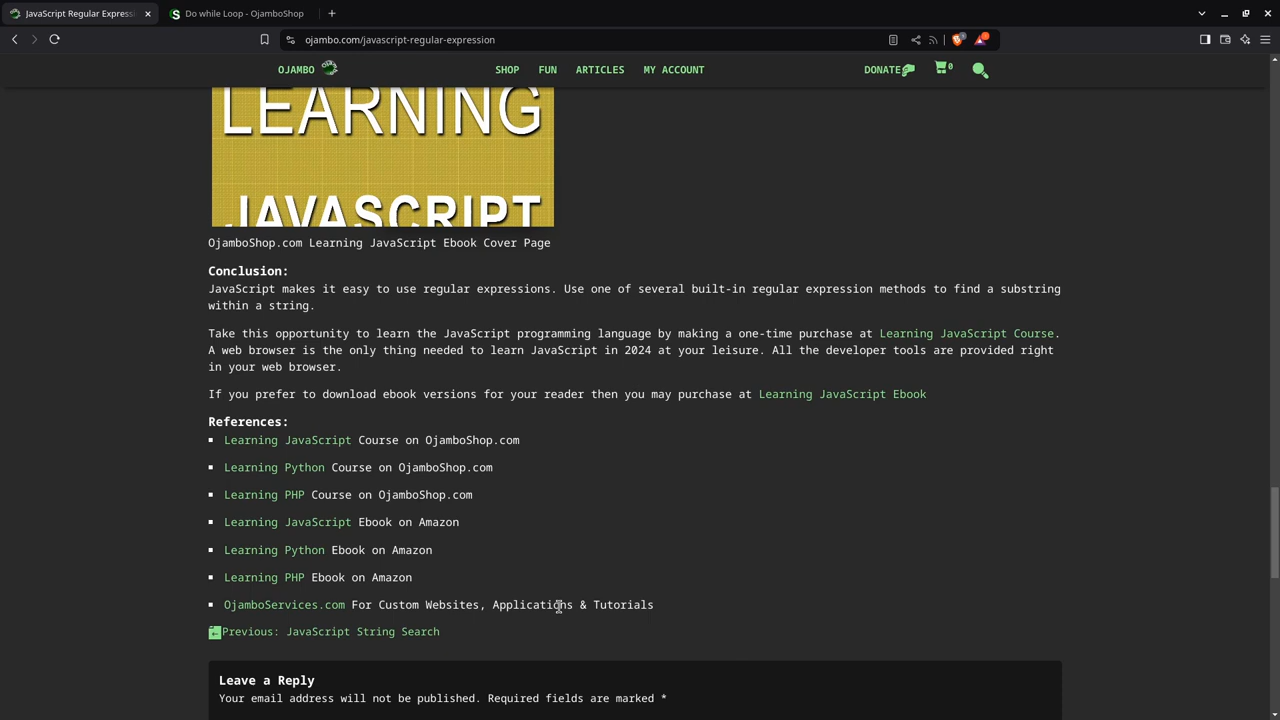 JavaScript Regular Expressi
Do while Loop - OjamboShop
ojambo.com/javascript-regular-expression
OJAMBO
SHOP
FUN
ARTICLES
MY ACCOUNT
DONATE
0
LEARNING
JAVASCRIPT
OjamboShop.com Learning JavaScript Ebook Cover Page
Conclusion:
JavaScript makes it easy to use regular expressions. Use one of several built-in regular expression methods to find a substring
within a string.
Take this opportunity to learn the JavaScript programming language by making a one-time purchase at Learning JavaScript Course.
A web browser is the only thing needed to learn JavaScript in 2024 at your leisure. All the developer tools are provided right
in your web browser.
If you prefer to download ebook versions for your reader then you may purchase at Learning JavaScript Ebook
References:
Learning JavaScript Course on OjamboShop.com
Learning Python Course on OjamboShop.com
Learning PHP Course on OjamboShop.com
Learning JavaScript Ebook on Amazon
Learning Python Ebook on Amazon
Learning PHP Ebook on Amazon
OjamboServices.com For Custom Websites, Applications & Tutorials
Previous: JavaScript String Search
Leave a Reply
Your email address will not be published. Required fields are marked *